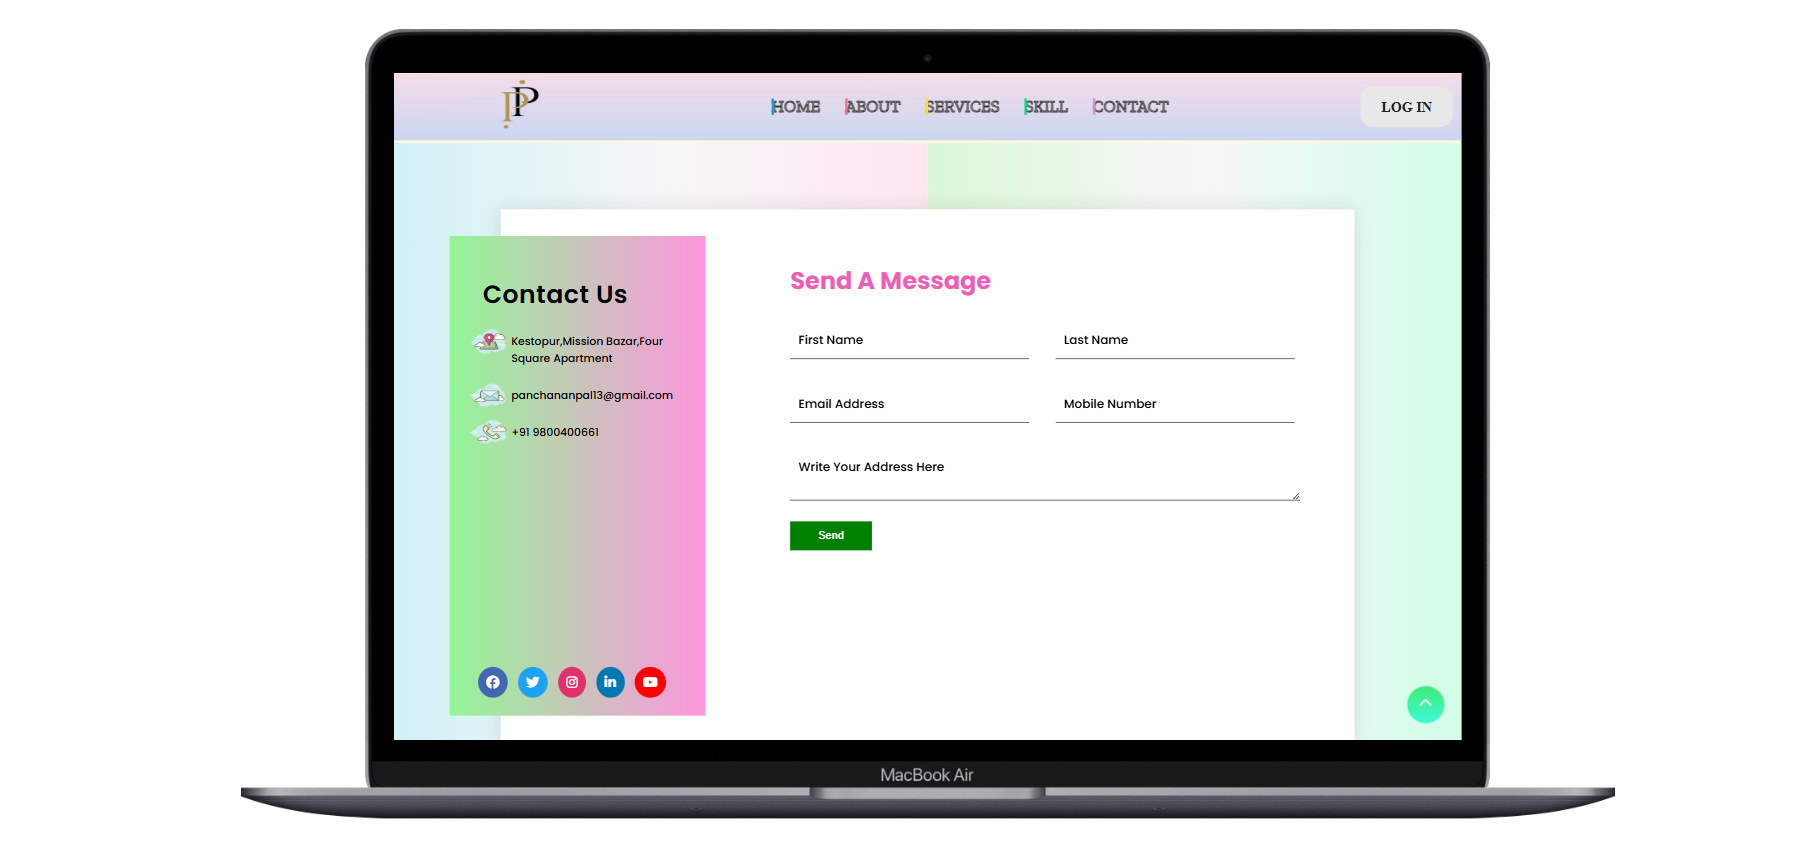 PP
HOME ABOUT SERVICES SKILL CONTACT LOG IN
Contact Us
Kestopur,Mission Bazar,Four
Square Apartment
panchananpal13@gmail.com
+91 9800400661
Send A Message
First Name Last Name
Email Address Mobile Number
Write Your Address Here
Send
MacBook Air